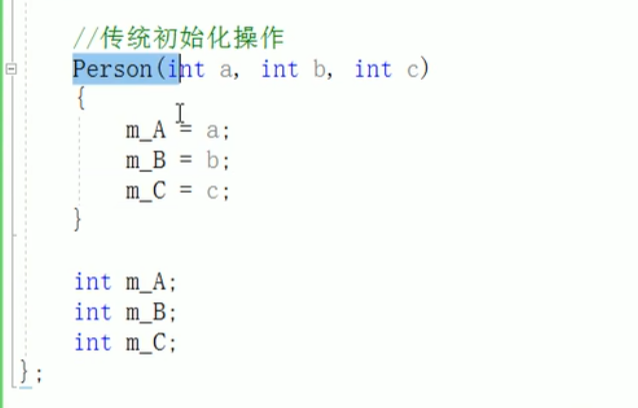 //传统初始化操作
Person(int a, int b, int c)
{
m_A = a;
m_B = b;
m_C = c;
}
int m_A;
int m_B;
int m_C;
};